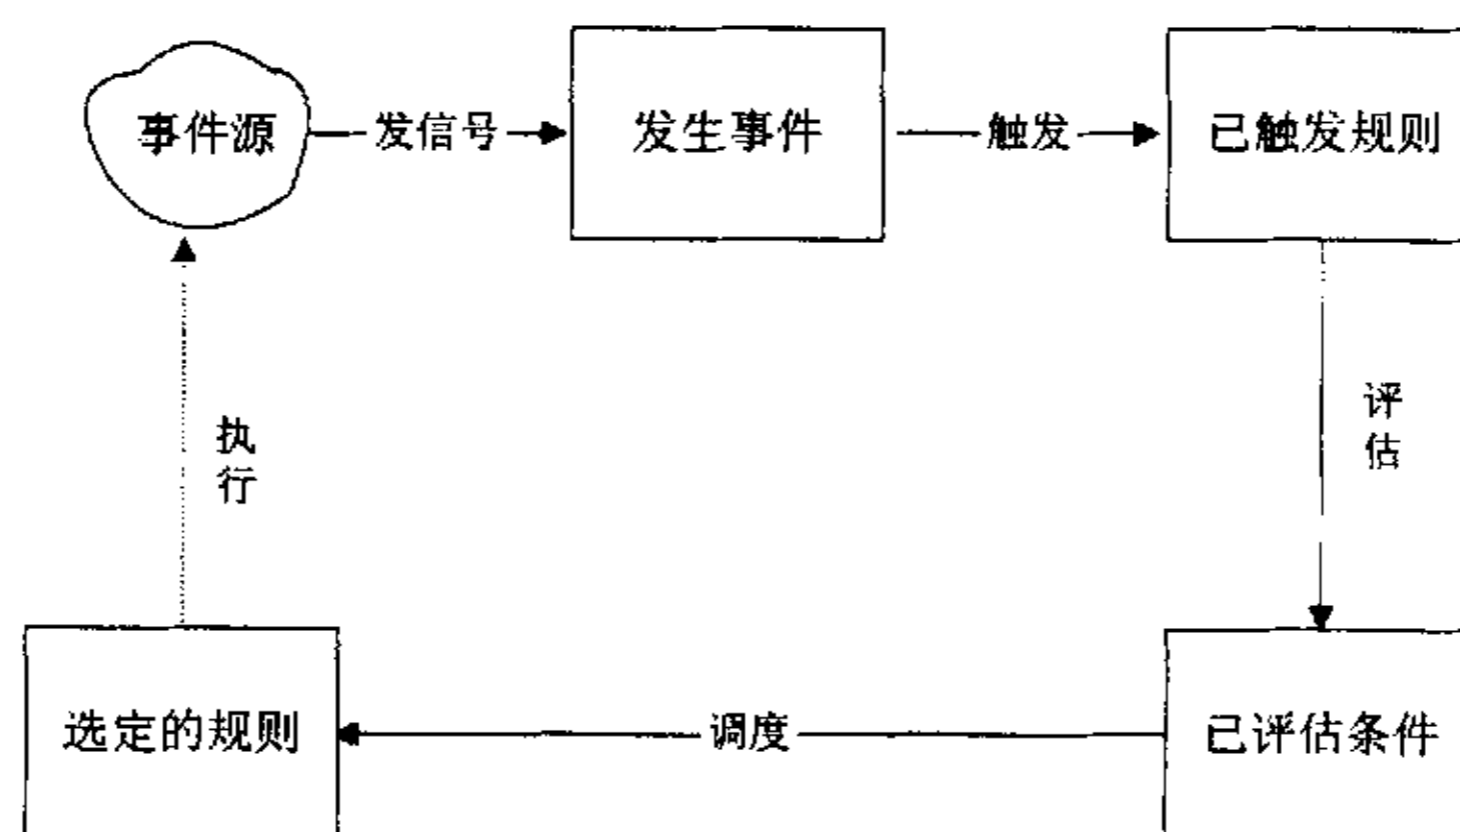 事件源
发信号
发生事件
触发
已触发规则
执行
评估
选定的规则
调度
已评估条件